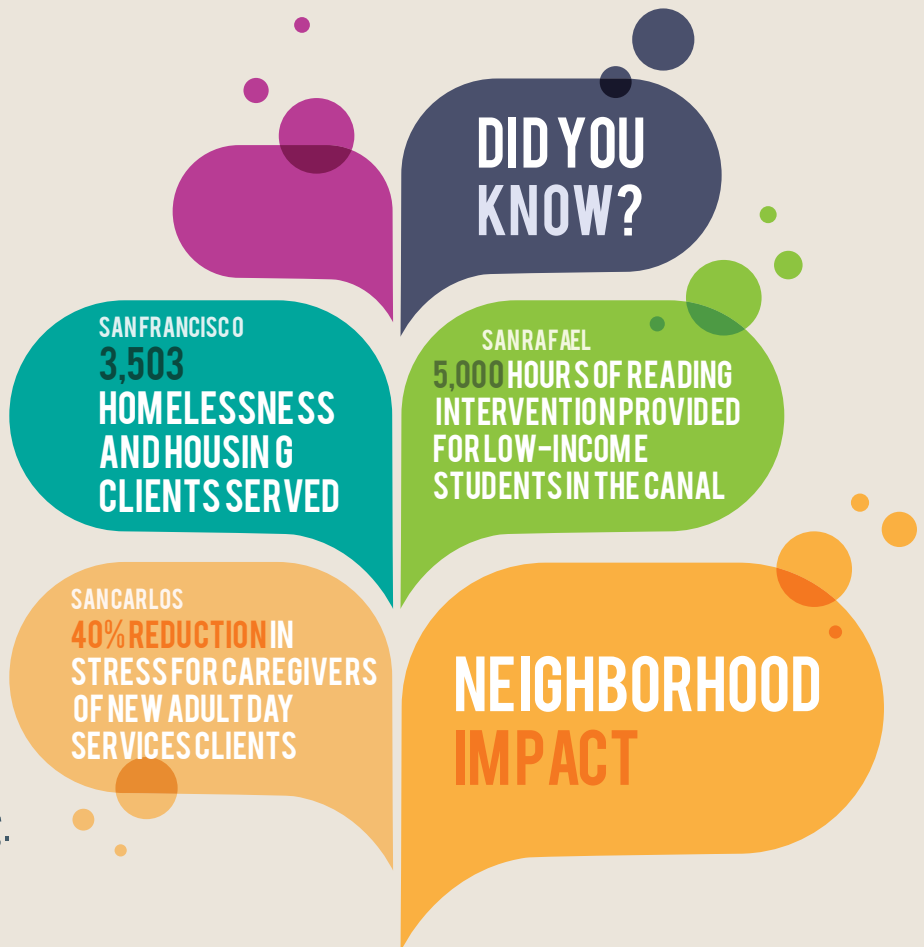 DID YOU
KNOW?
SAN FRANCISCO
3,503
HOMELESSNESS
AND HOUSING
CLIENTS SERVED
SAN RAFAEL
5,000 HOURS OF READING
INTERVENTION PROVIDED
FOR LOW-INCOME
STUDENTS IN THE CANAL
SAN CARLOS
40% REDUCTION IN
STRESS FOR CAREGIVERS
OF NEW ADULT DAY
SERVICES CLIENTS
NEIGHBORHOOD
IMPACT